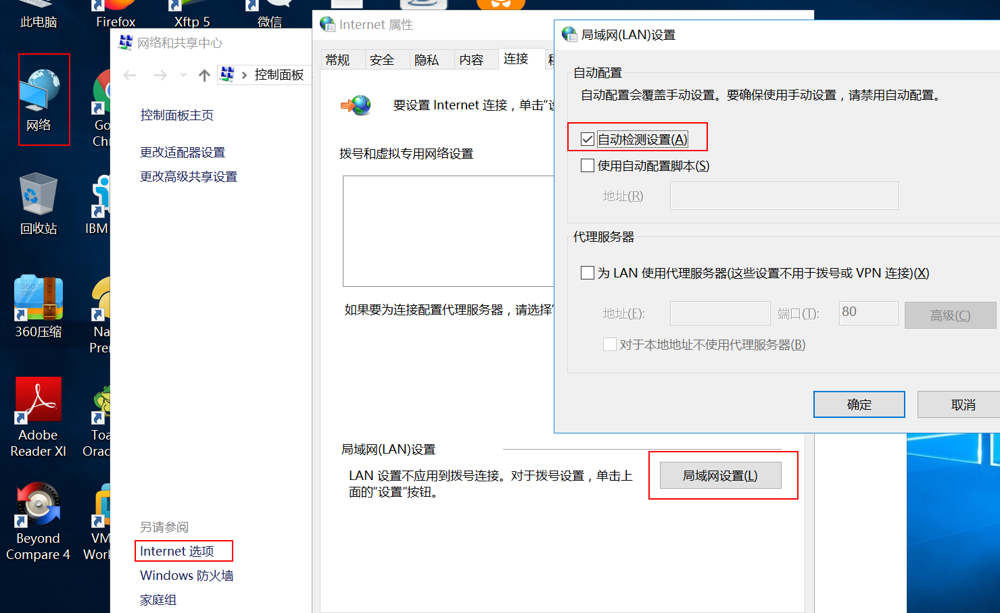 此电脑
Firefox
Xftp 5
微信
网络
Go
Chr
回收站
IBM
360压缩
Na
Prer
Adobe
Reader XI
Toa
Orac
Beyond
Compare 4
VM
Work
网络和共享中心
控制面板
控制面板主页
更改适配器设置
更改高级共享设置
另请参阅
Internet 选项
Windows 防火墙
家庭组
Internet 属性
常规
安全
隐私
内容
连接
要设置 Internet 连接，单击“设
拨号和虚拟专用网络设置
如果要为连接配置代理服务器，请选择“
局域网(LAN)设置
LAN 设置不应用到拨号连接。对于拨号设置，单击上
面的“设置”按钮。
局域网设置(L)
局域网(LAN)设置
自动配置
自动配置会覆盖手动设置。要确保使用手动设置，请禁用自动配置。
自动检测设置(A)
使用自动配置脚本(S)
地址(R)
代理服务器
为 LAN 使用代理服务器(这些设置不用于拨号或 VPN 连接)(X)
地址(E):
端口(T):
80
高级(C)
对于本地地址不使用代理服务器(B)
确定
取消